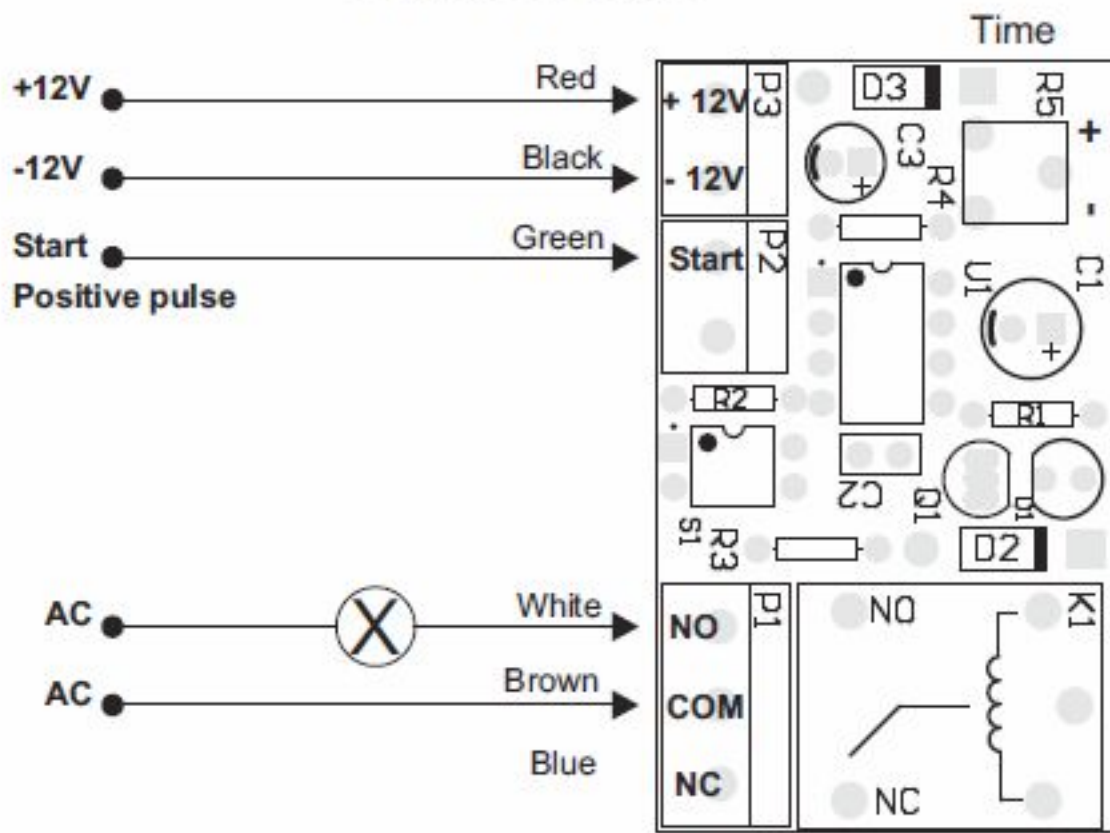 Time
+12V
Red
+ 12V
P3
D3
R5
-12V
Black
- 12V
C3
R4
+
-
+
Start
Green
Start
P2
Positive pulse
U1
C1
+
R2
R1
S1
C2
Q1
D1
R3
D2
AC
X
White
NO
P1
NO
K1
AC
Brown
COM
Blue
NC
NC